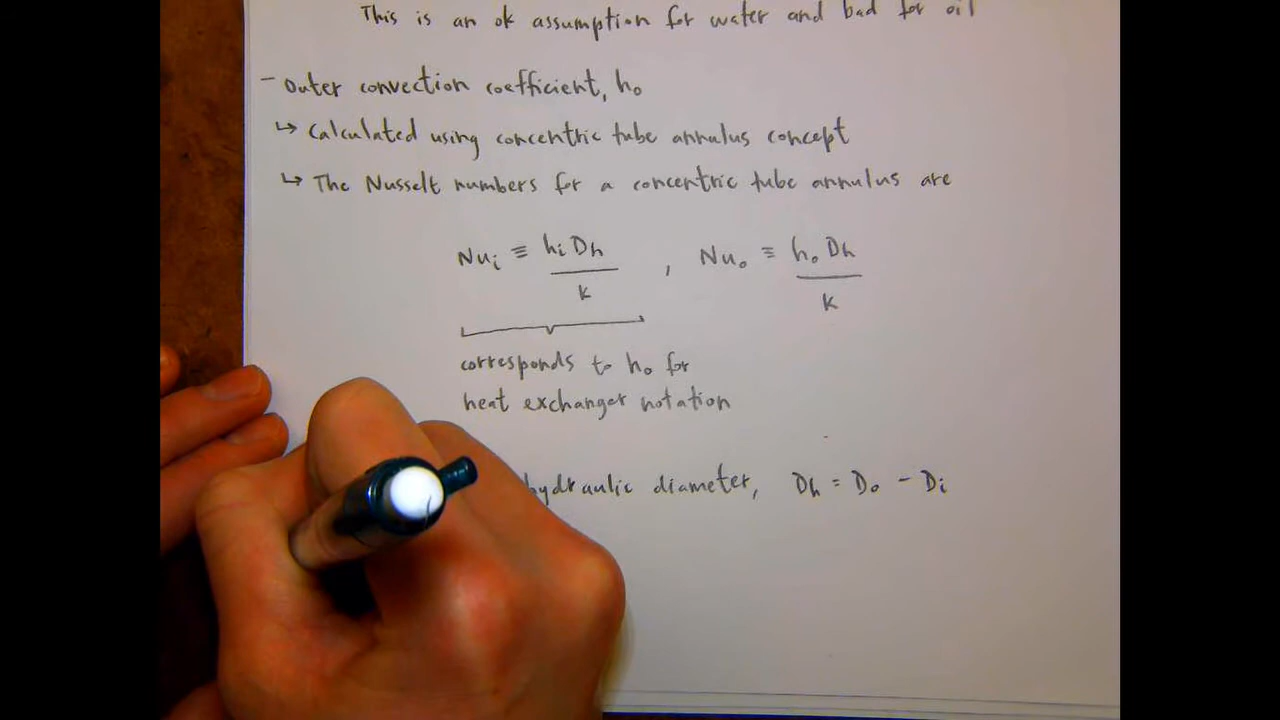 This is an ok assumption for water and bad for oil
- outer convection coefficient, ho
↳ Calculated using concentric tube annulus concept
↳ The Nusselt numbers for a concentric tube annulus are
Nui ≡ hi Dh / k , Nuo ≡ ho Dh / k
corresponds to ho for
heat exchanger notation
hydraulic diameter, Dh = Do - Di